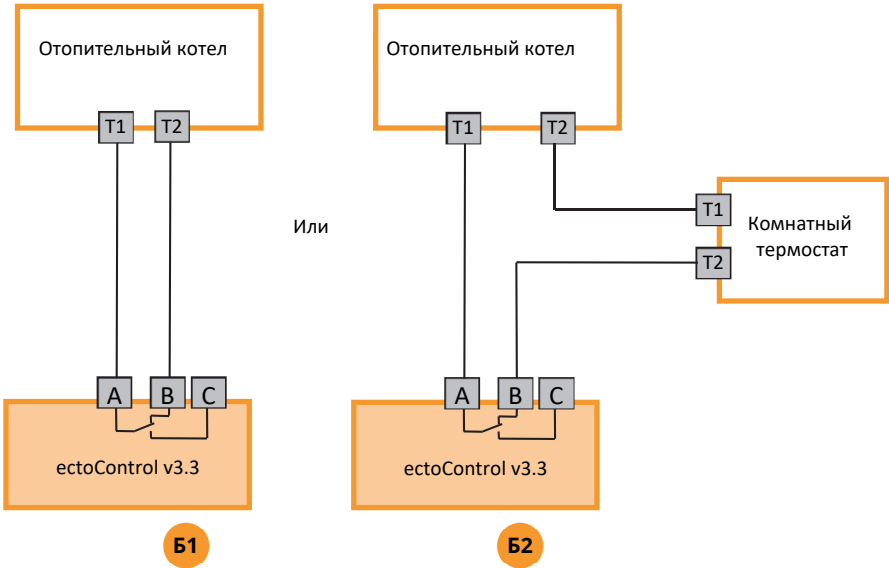 Отопительный котел
T1 T2
A B C
ectoControl v3.3
Б1
Или
Отопительный котел
T1 T2
T1
Комнатный
термостат
T2
A B C
ectoControl v3.3
Б2